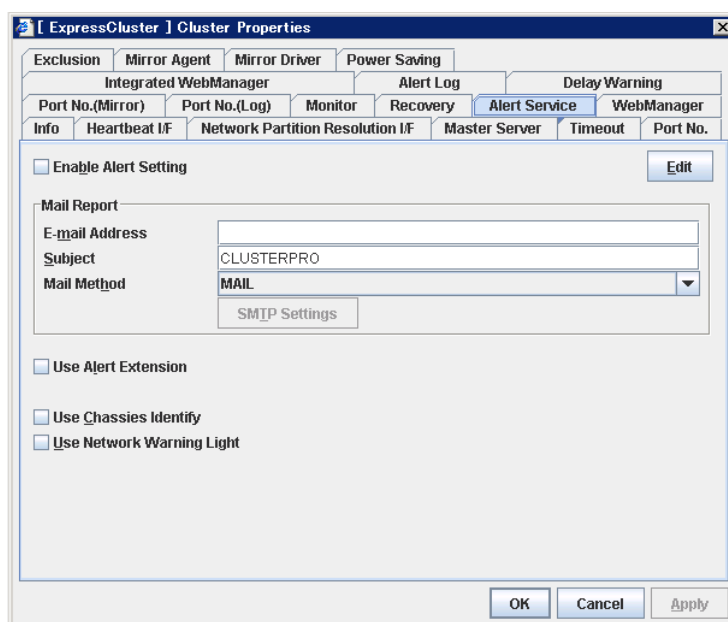 [ ExpressCluster ] Cluster Properties
Exclusion Mirror Agent Mirror Driver Power Saving
Integrated WebManager Alert Log Delay Warning
Port No.(Mirror) Port No.(Log) Monitor Recovery Alert Service WebManager
Info Heartbeat I/F Network Partition Resolution I/F Master Server Timeout Port No.
Enable Alert Setting Edit
Mail Report
E-mail Address
Subject CLUSTERPRO
Mail Method MAIL
SMTP Settings
Use Alert Extension
Use Chassies Identify
Use Network Warning Light
OK Cancel Apply